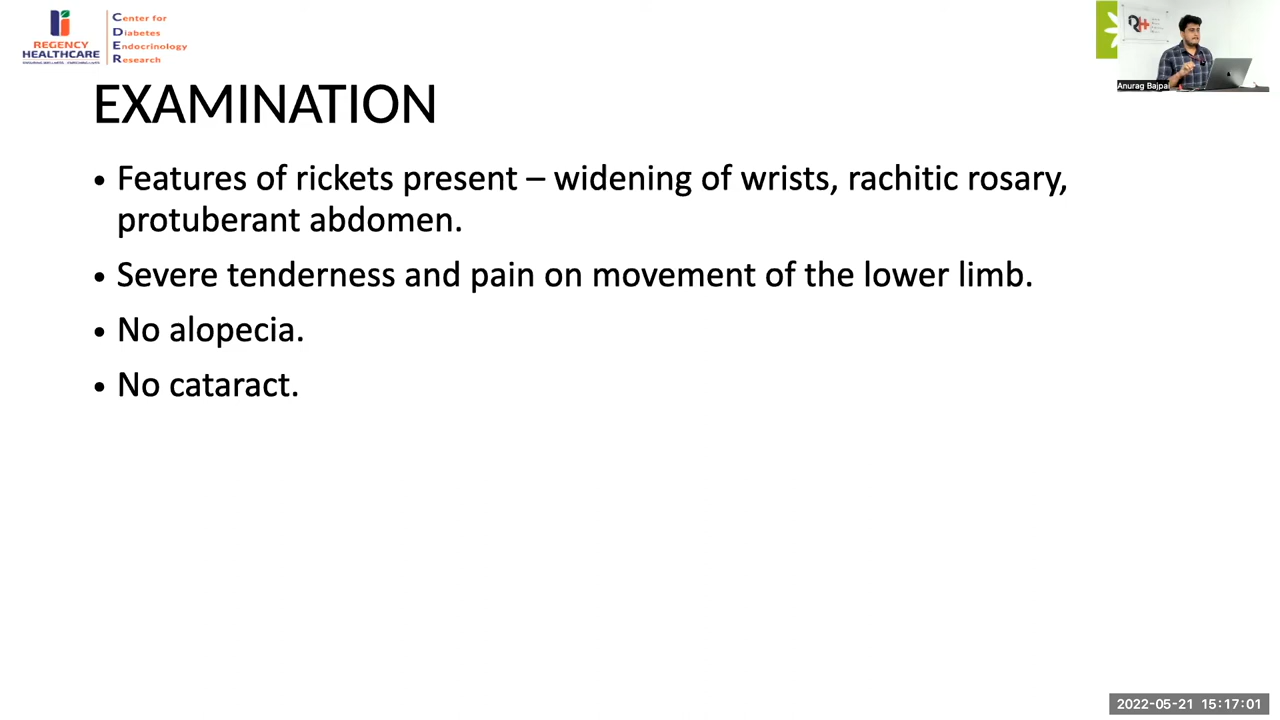 REGENCY
HEALTHCARE
Center for
Diabetes
Endocrinology
Research
Anurag Bajpai
EXAMINATION
• Features of rickets present – widening of wrists, rachitic rosary,
protuberant abdomen.
• Severe tenderness and pain on movement of the lower limb.
• No alopecia.
• No cataract.
2022-05-21 15:17:01